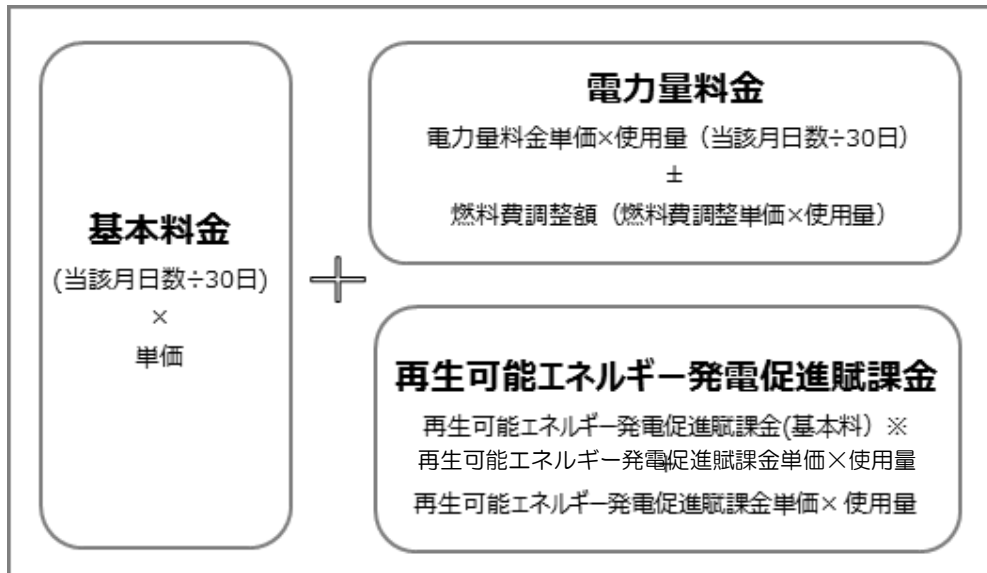 基本料金
(当該月日数÷30日)
×
単価
+
電力量料金
電力量料金単価×使用量（当該月日数÷30日）
±
燃料費調整額（燃料費調整単価×使用量）
再生可能エネルギー発電促進賦課金
再生可能エネルギー発電促進賦課金(基本料）※
再生可能エネルギー発電促進賦課金単価×使用量
再生可能エネルギー発電促進賦課金単価× 使用量